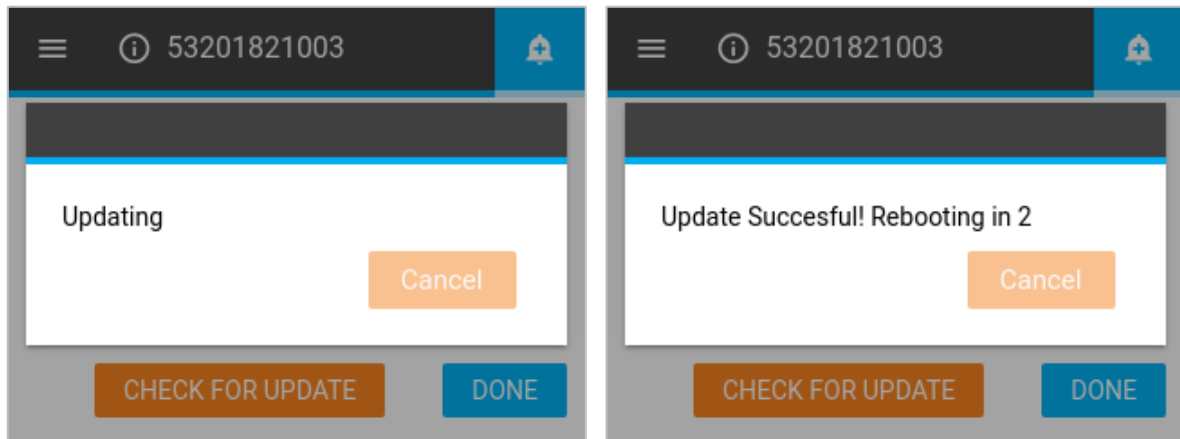 53201821003
Updating
Cancel
CHECK FOR UPDATE
DONE
53201821003
Update Succesful! Rebooting in 2
Cancel
CHECK FOR UPDATE
DONE